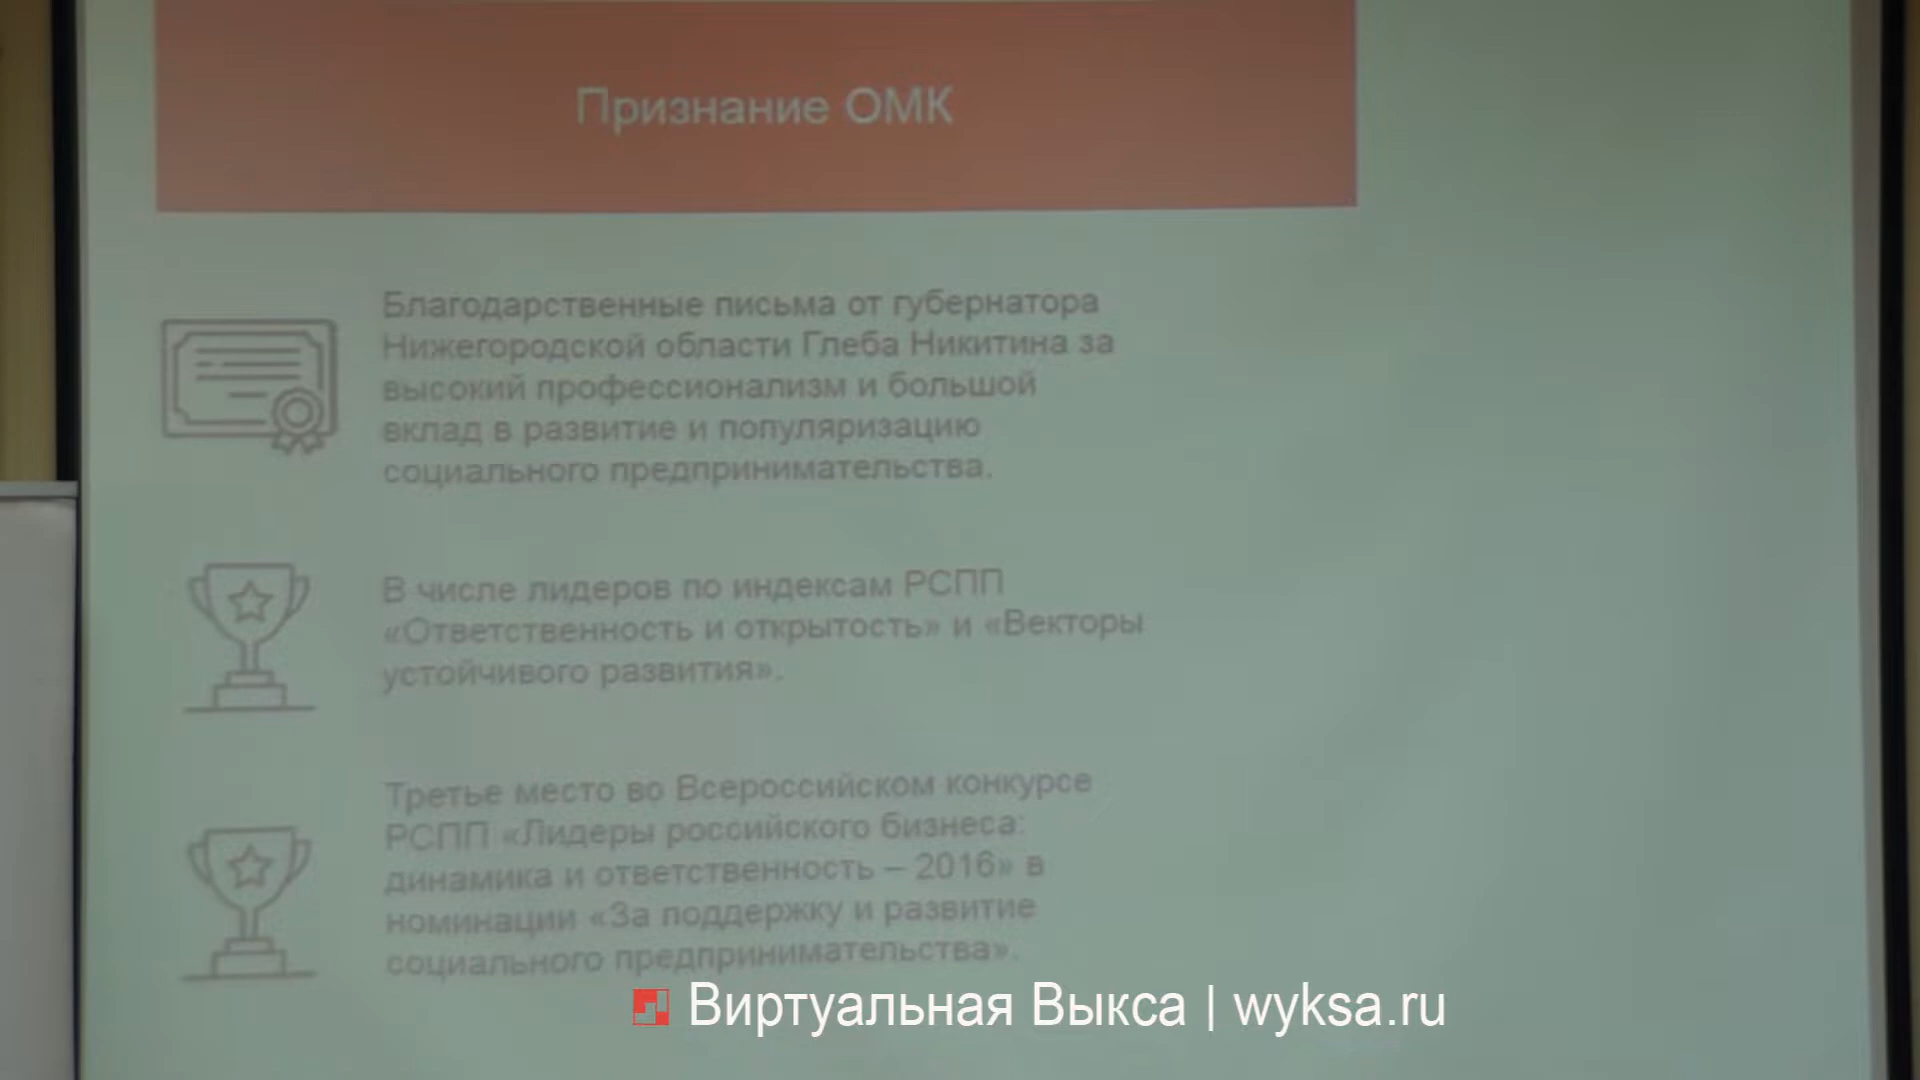 Признание ОМК
Благодарственные письма от губернатора
Нижегородской области Глеба Никитина за
высокий профессионализм и большой
вклад в развитие и популяризацию
социального предпринимательства.
В числе лидеров по индексам РСПП
«Ответственность и открытость» и «Векторы
устойчивого развития».
Третье место во Всероссийском конкурсе
РСПП «Лидеры российского бизнеса:
динамика и ответственность – 2016» в
номинации «За поддержку и развитие
социального предпринимательства».
Виртуальная Выкса | wyksa.ru